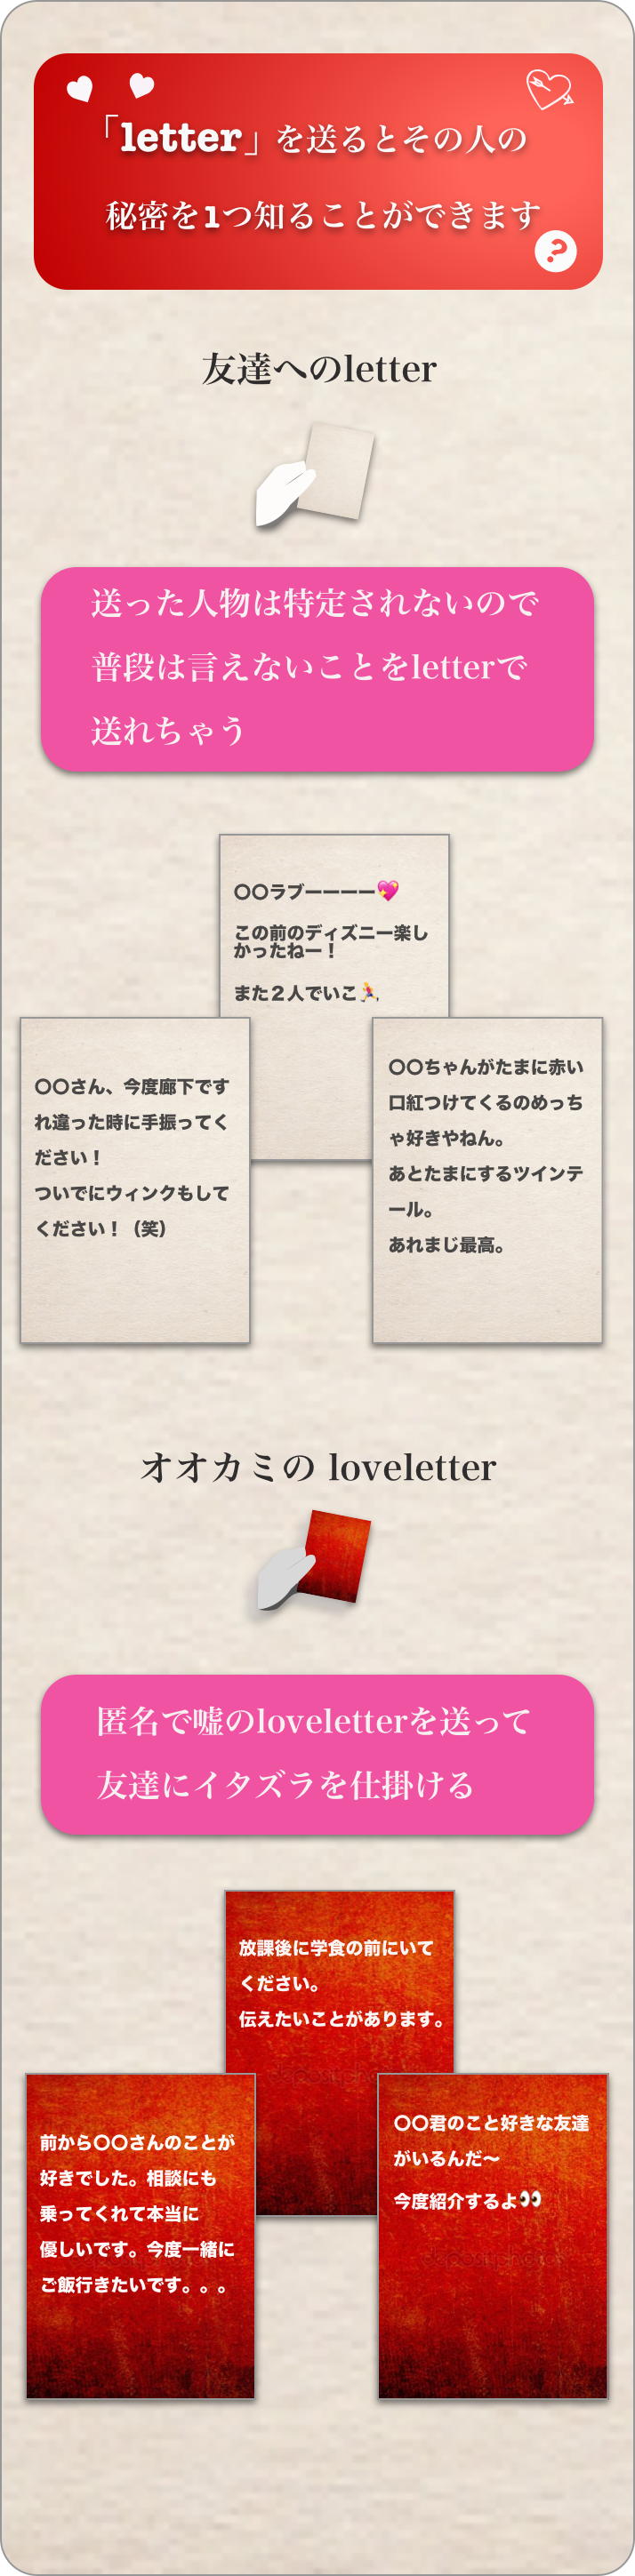 「letter」を送るとその人の
秘密を1つ知ることができます
?
友達へのletter
送った人物は特定されないので
普段は言えないことをletterで
送れちゃう
〇〇ラブーーーー💖
この前のディズニー楽し
かったねー！
また２人でいこ🏃‍♀️
〇〇さん、今度廊下です
れ違った時に手振ってく
ださい！
ついでにウィンクもして
ください！（笑）
〇〇ちゃんがたまに赤い
口紅つけてくるのめっち
ゃ好きやねん。
あとたまにするツインテ
ール。
あれまじ最高。
オオカミの loveletter
匿名で嘘のloveletterを送って
友達にイタズラを仕掛ける
放課後に学食の前にいて
ください。
伝えたいことがあります。
前から〇〇さんのことが
好きでした。相談にも
乗ってくれて本当に
優しいです。今度一緒に
ご飯行きたいです。。。
〇〇君のこと好きな友達
がいるんだ〜
今度紹介するよ👀